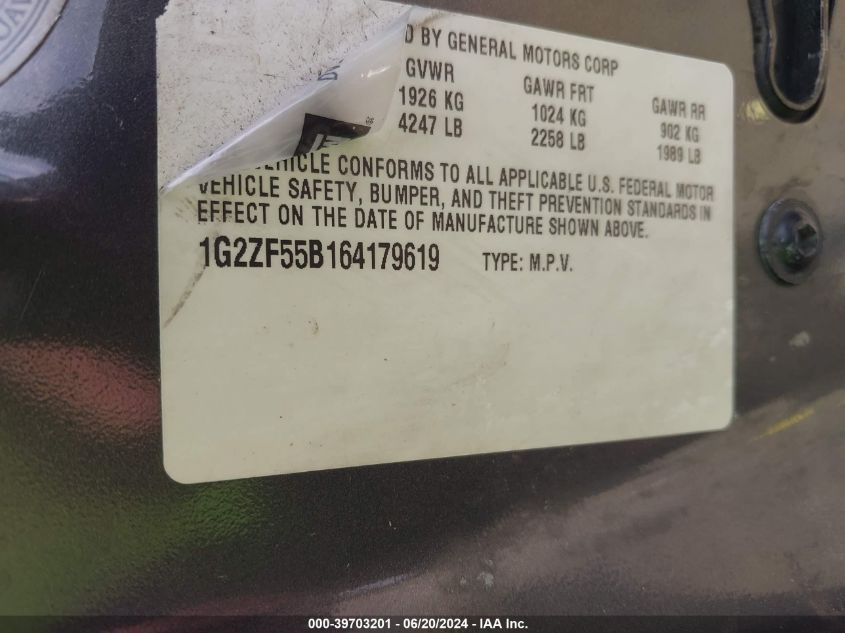 D BY GENERAL MOTORS CORP
GVWR GAWR FRT GAWR RR
1926 KG 1024 KG 902 KG
4247 LB 2258 LB 1989 LB
VEHICLE CONFORMS TO ALL APPLICABLE U.S. FEDERAL MOTOR
VEHICLE SAFETY, BUMPER, AND THEFT PREVENTION STANDARDS IN
EFFECT ON THE DATE OF MANUFACTURE SHOWN ABOVE.
1G2ZF55B164179619 TYPE: M.P.V.
000-39703201 - 06/20/2024 - IAA Inc.